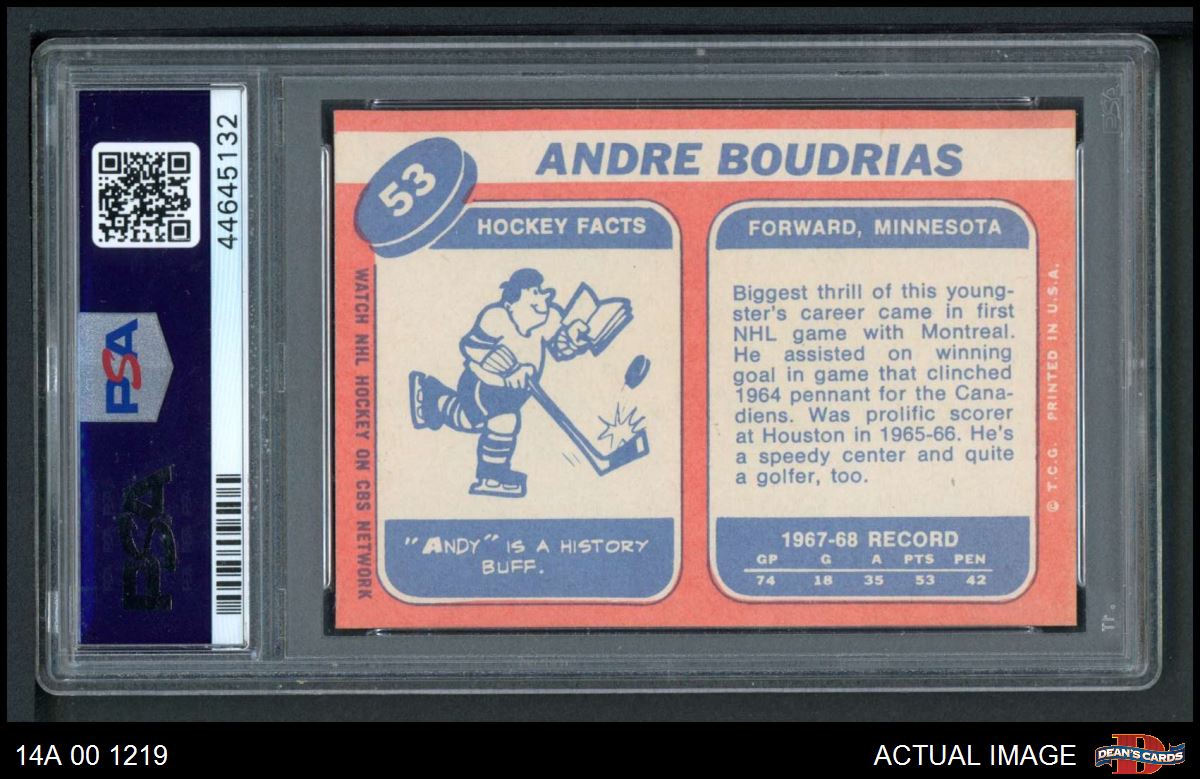 44645132
PSA
PSA
53
ANDRE BOUDRIAS
HOCKEY FACTS
"ANDY" IS A HISTORY
BUFF.
WATCH NHL HOCKEY ON CBS NETWORK
FORWARD, MINNESOTA
Biggest thrill of this young-
ster's career came in first
NHL game with Montreal.
He assisted on winning
goal in game that clinched
1964 pennant for the Cana-
diens. Was prolific scorer
at Houston in 1965-66. He's
a speedy center and quite
a golfer, too.
1967-68 RECORD
GP G A PTS PEN
74 18 35 53 42
© T.C.G. PRINTED IN U.S.A.
PSA
14A 00 1219
ACTUAL IMAGE
DEAN'S CARDS